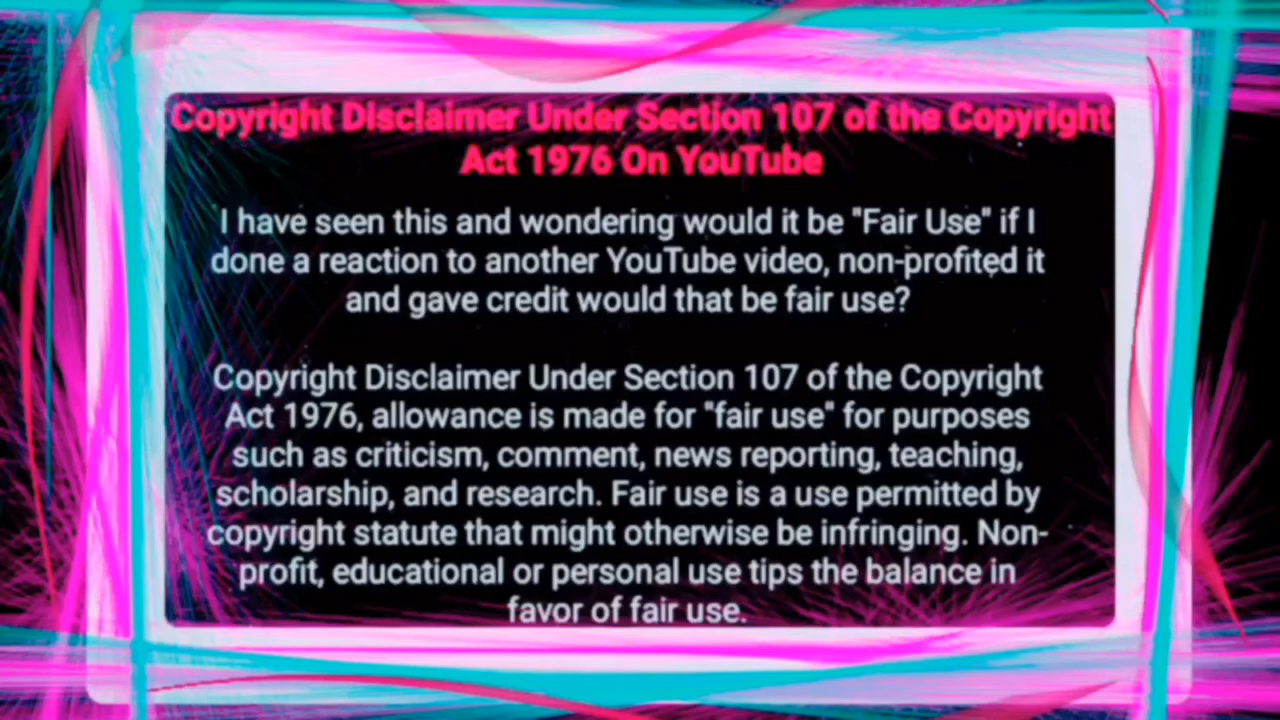 Copyright Disclaimer Under Section 107 of the Copyright
Act 1976 On YouTube
I have seen this and wondering would it be "Fair Use" if I
done a reaction to another YouTube video, non-profited it
and gave credit would that be fair use?
Copyright Disclaimer Under Section 107 of the Copyright
Act 1976, allowance is made for "fair use" for purposes
such as criticism, comment, news reporting, teaching,
scholarship, and research. Fair use is a use permitted by
copyright statute that might otherwise be infringing. Non-
profit, educational or personal use tips the balance in
favor of fair use.